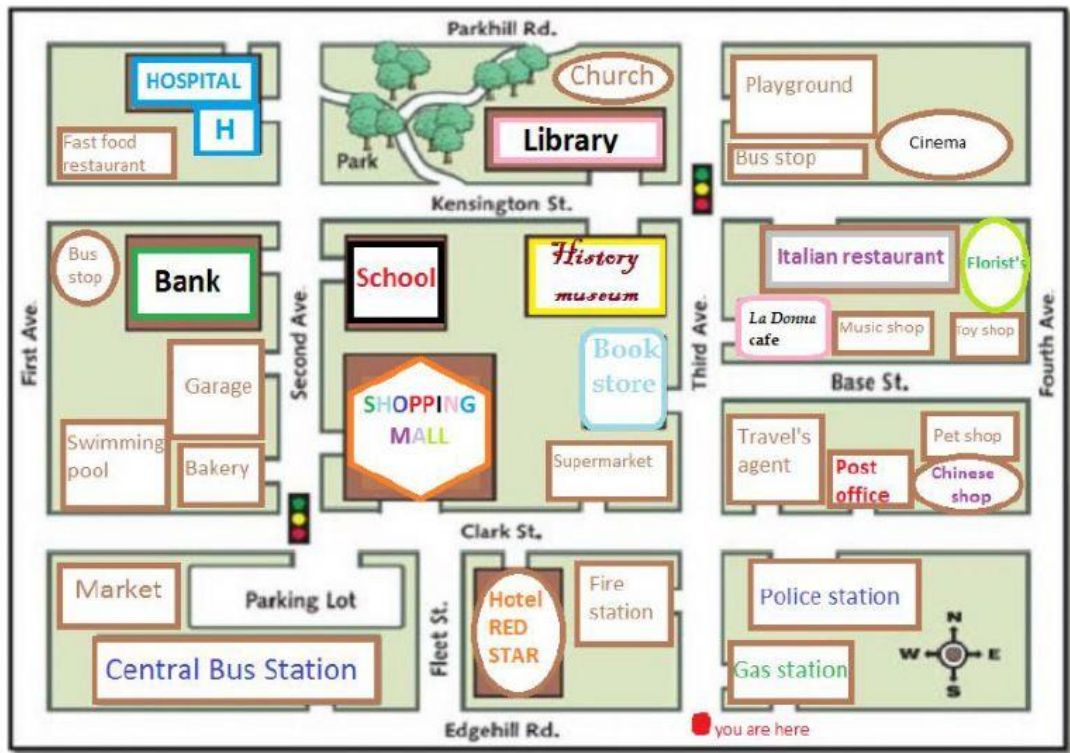 Parkhill Rd.
HOSPITAL
H
Fast food
restaurant
Park
Church
Library
Playground
Bus stop
Cinema
Kensington St.
First Ave.
Bus
stop
Bank
Garage
Swimming
pool
Bakery
Second Ave.
School
History
museum
SHOPPING
MALL
Book
store
Supermarket
Third Ave.
Italian restaurant
Florist's
La Donna
cafe
Music shop
Toy shop
Fourth Ave.
Base St.
Travel's
agent
Post
office
Pet shop
Chinese
shop
Clark St.
Market
Parking Lot
Central Bus Station
Fleet St.
Hotel
RED
STAR
Fire
station
Police station
Gas station
N
W
E
S
Edgehill Rd.
you are here